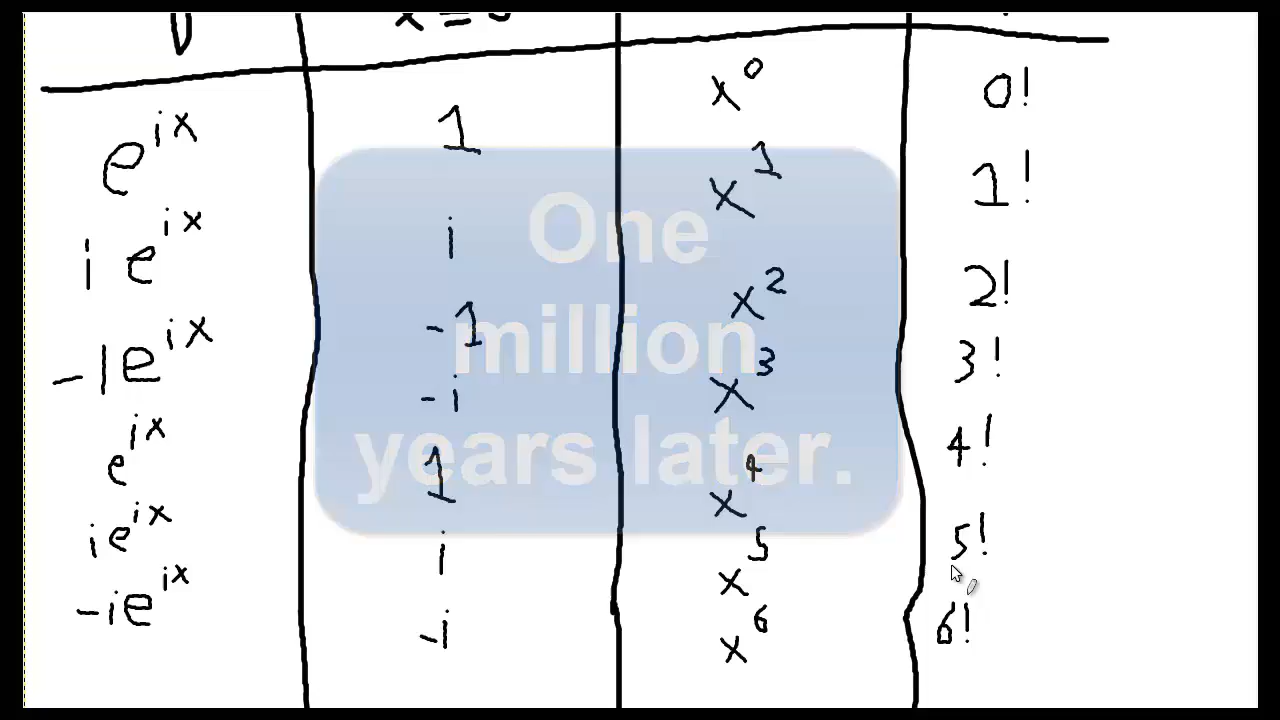 x = 0
e^{ix} 1 x^0 0!
ie^{ix} i x^1 1!
-1e^{ix} -1 x^2 2!
e^{ix} -i x^3 3!
ie^{ix} 1 x^4 4!
-ie^{ix} i x^5 5!
-i x^6 6!
One
million
years later.